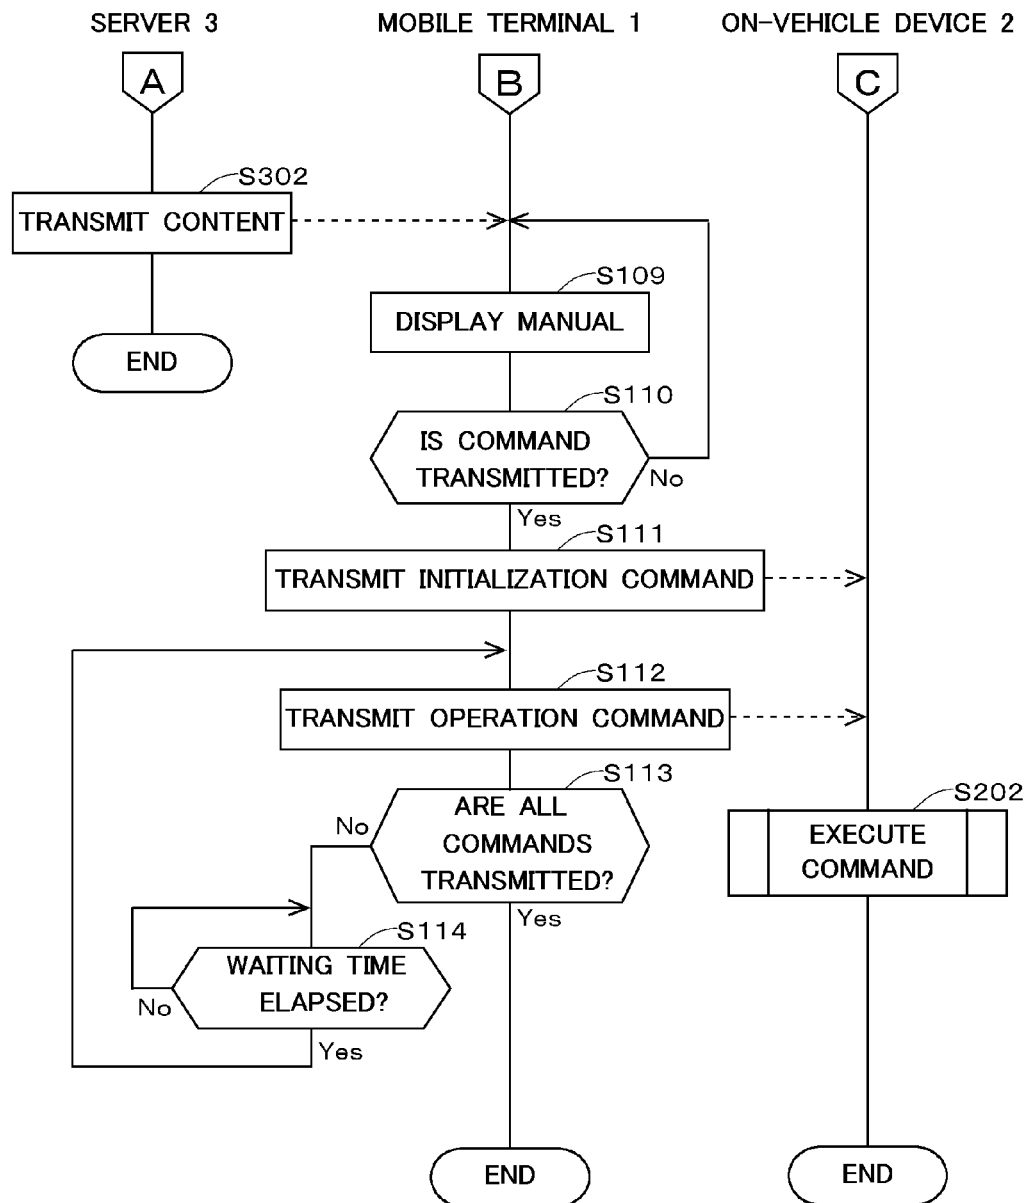 SERVER 3
MOBILE TERMINAL 1
ON-VEHICLE DEVICE 2
A
B
C
S302
TRANSMIT CONTENT
END
S109
DISPLAY MANUAL
S110
IS COMMAND
TRANSMITTED?
No
Yes
S111
TRANSMIT INITIALIZATION COMMAND
S112
TRANSMIT OPERATION COMMAND
S113
ARE ALL
COMMANDS
TRANSMITTED?
No
Yes
S114
WAITING TIME
ELAPSED?
No
Yes
END
S202
EXECUTE
COMMAND
END